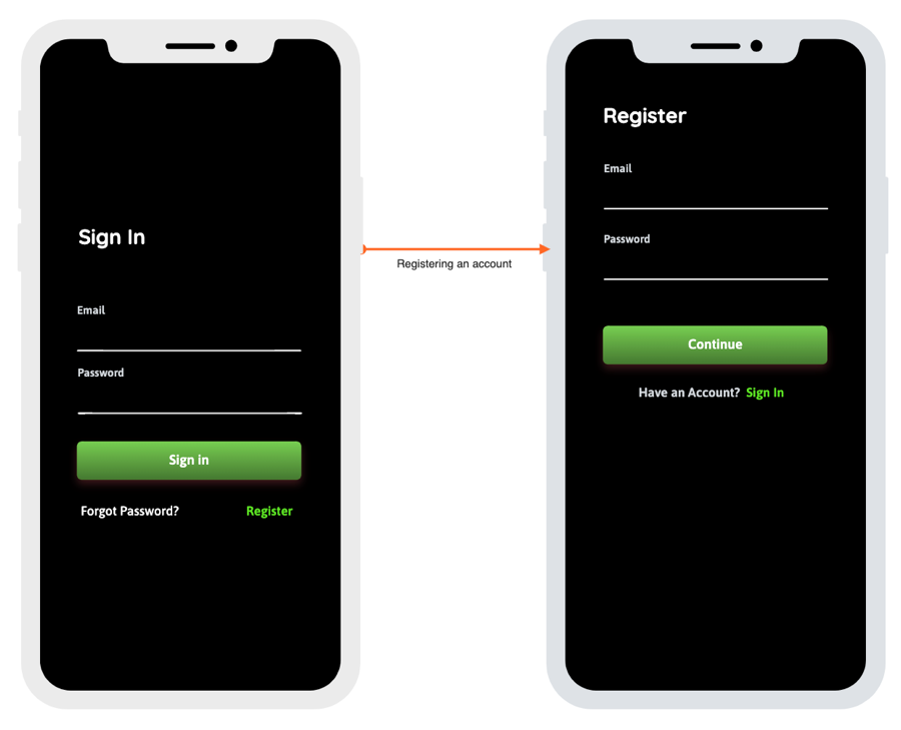 Sign In
Email
Password
Sign in
Forgot Password? Register
Registering an account
Register
Email
Password
Continue
Have an Account? Sign In